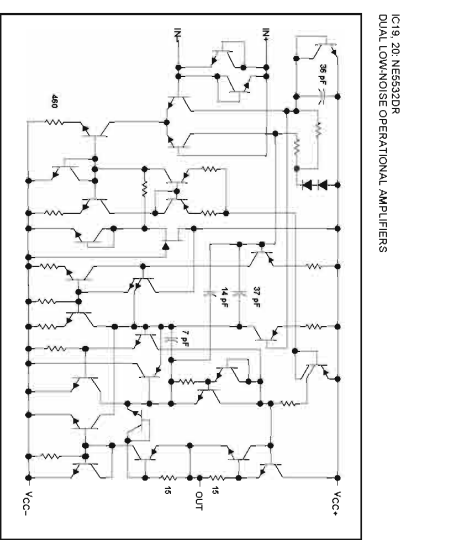 IC19, 20: NE5532DR
DUAL LOW-NOISE OPERATIONAL AMPLIFIERS
IN-
IN+
36 pF
460
37 pF
14 pF
7 pF
15
OUT
15
VCC-
VCC+